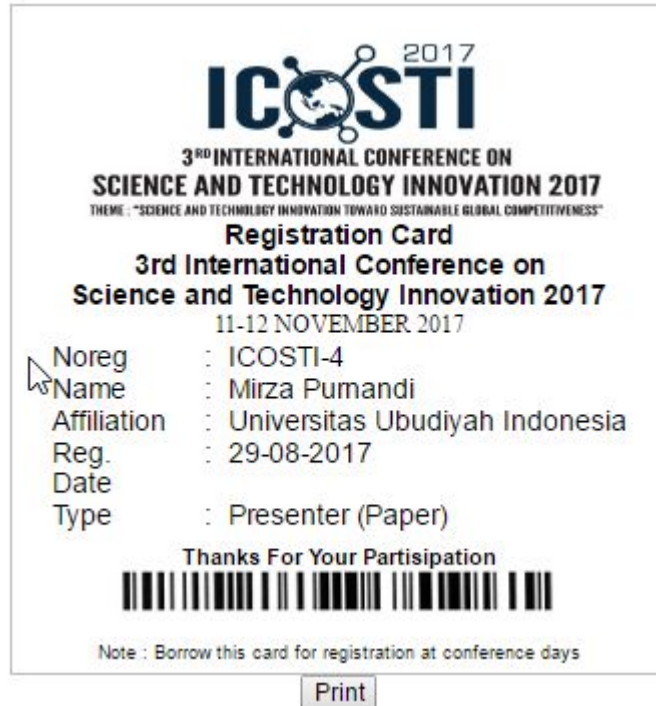 2017
ICOSTI
3RD INTERNATIONAL CONFERENCE ON
SCIENCE AND TECHNOLOGY INNOVATION 2017
THEME : "SCIENCE AND TECHNOLOGY INNOVATION TOWARD SUSTAINABLE GLOBAL COMPETITIVENESS"
Registration Card
3rd International Conference on
Science and Technology Innovation 2017
11-12 NOVEMBER 2017
Noreg : ICOSTI-4
Name : Mirza Purnandi
Affiliation : Universitas Ubudiyah Indonesia
Reg. : 29-08-2017
Date
Type : Presenter (Paper)
Thanks For Your Partisipation
Note : Borrow this card for registration at conference days
Print